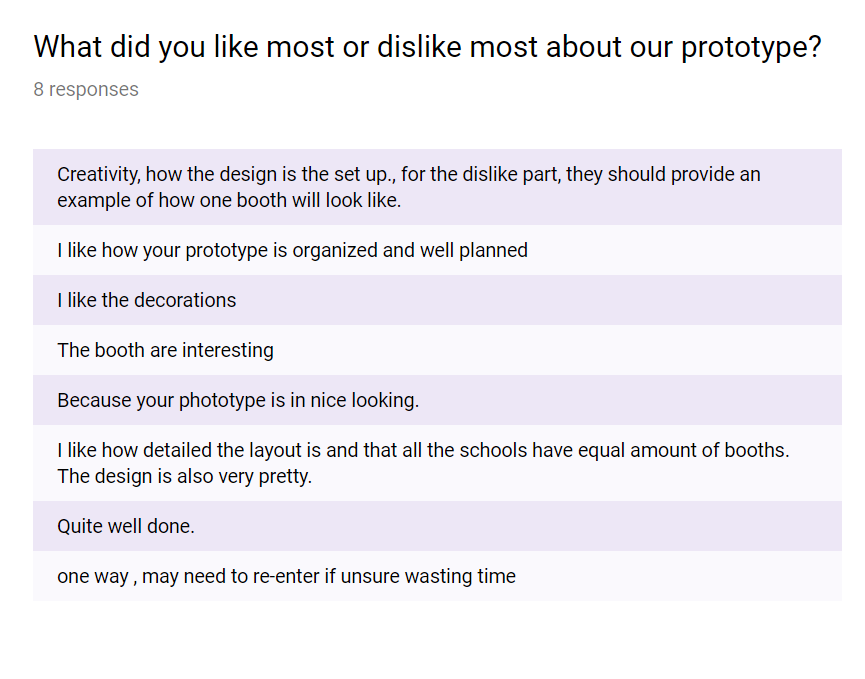 What did you like most or dislike most about our prototype?
8 responses
Creativity, how the design is the set up., for the dislike part, they should provide an
example of how one booth will look like.
I like how your prototype is organized and well planned
I like the decorations
The booth are interesting
Because your phototype is in nice looking.
I like how detailed the layout is and that all the schools have equal amount of booths.
The design is also very pretty.
Quite well done.
one way , may need to re-enter if unsure wasting time